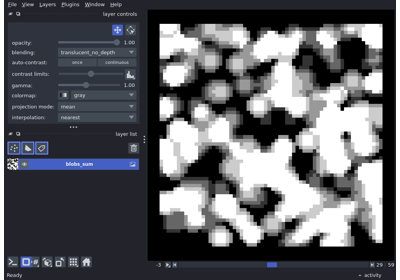 File View Layers Plugins Window Help
layer controls
opacity: 1.00
blending: translucent_no_depth
auto-contrast: once continuous
contrast limits:
gamma: 1.00
colormap: gray
projection mode: mean
interpolation: nearest
layer list
blobs_sum
-3 29 59
Ready activity